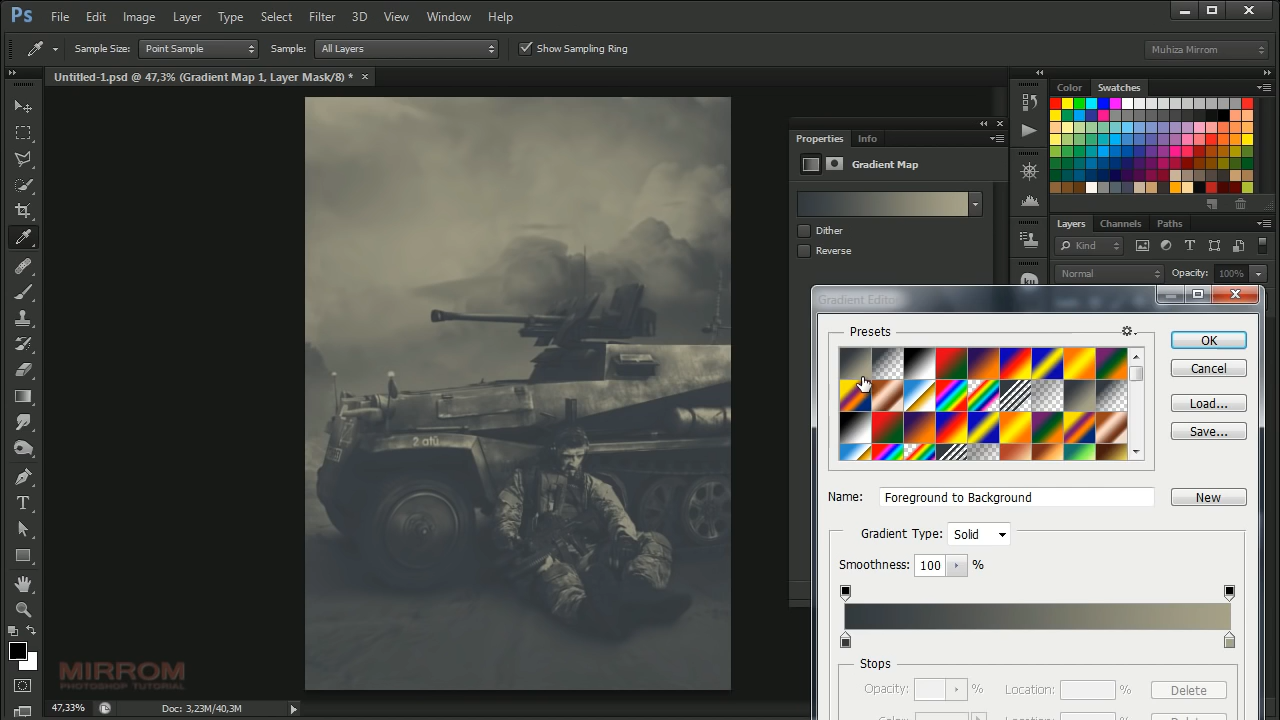 Ps File Edit Image Layer Type Select Filter 3D View Window Help
Sample Size: Point Sample Sample: All Layers Show Sampling Ring Muhiza Mirrom
Untitled-1.psd @ 47,3% (Gradient Map 1, Layer Mask/8) * ×
Color Swatches
Properties Info
Gradient Map
Dither
Reverse
Layers Channels Paths
Kind
Normal Opacity: 100%
Gradient Editor
Presets
OK
Cancel
Load...
Save...
Name: Foreground to Background New
Gradient Type: Solid
Smoothness: 100 %
Stops
Opacity: % Location: % Delete
2 atü
MIRROM
PHOTOSHOP TUTORIAL
47,33% Doc: 3,23M/40,3M